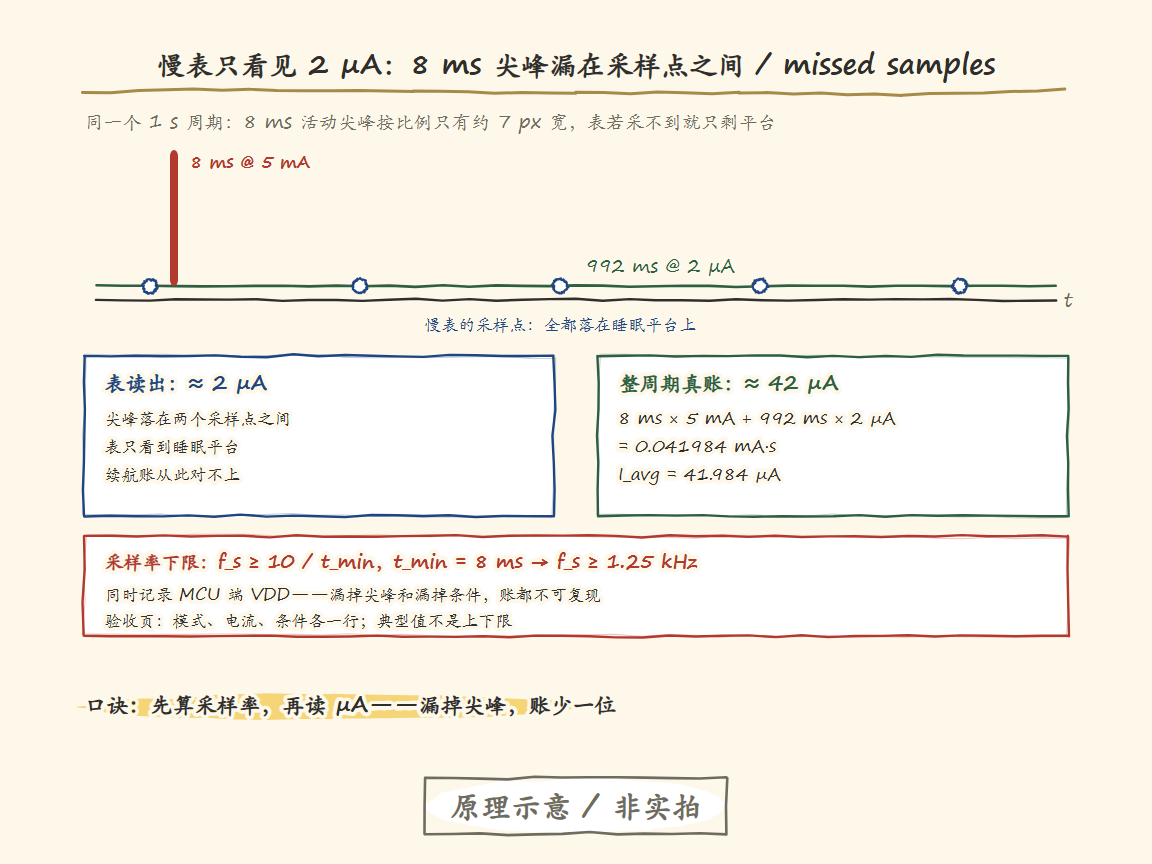 慢表只看见 2 μA：8 ms 尖峰漏在采样点之间 / missed samples
同一个 1 s 周期：8 ms 活动尖峰按比例只有约 7 px 宽，表若采不到就只剩平台
8 ms @ 5 mA
992 ms @ 2 μA
t
慢表的采样点：全都落在睡眠平台上
表读出：≈ 2 μA
尖峰落在两个采样点之间
表只看到睡眠平台
续航账从此对不上
整周期真账：≈ 42 μA
8 ms × 5 mA + 992 ms × 2 μA
= 0.041984 mA·s
I_avg = 41.984 μA
采样率下限：f_s ≥ 10 / t_min，t_min = 8 ms → f_s ≥ 1.25 kHz
同时记录 MCU 端 VDD——漏掉尖峰和漏掉条件，账都不可复现
验收页：模式、电流、条件各一行；典型值不是上下限
口诀：先算采样率，再读 μA——漏掉尖峰，账少一位
原理示意 / 非实拍